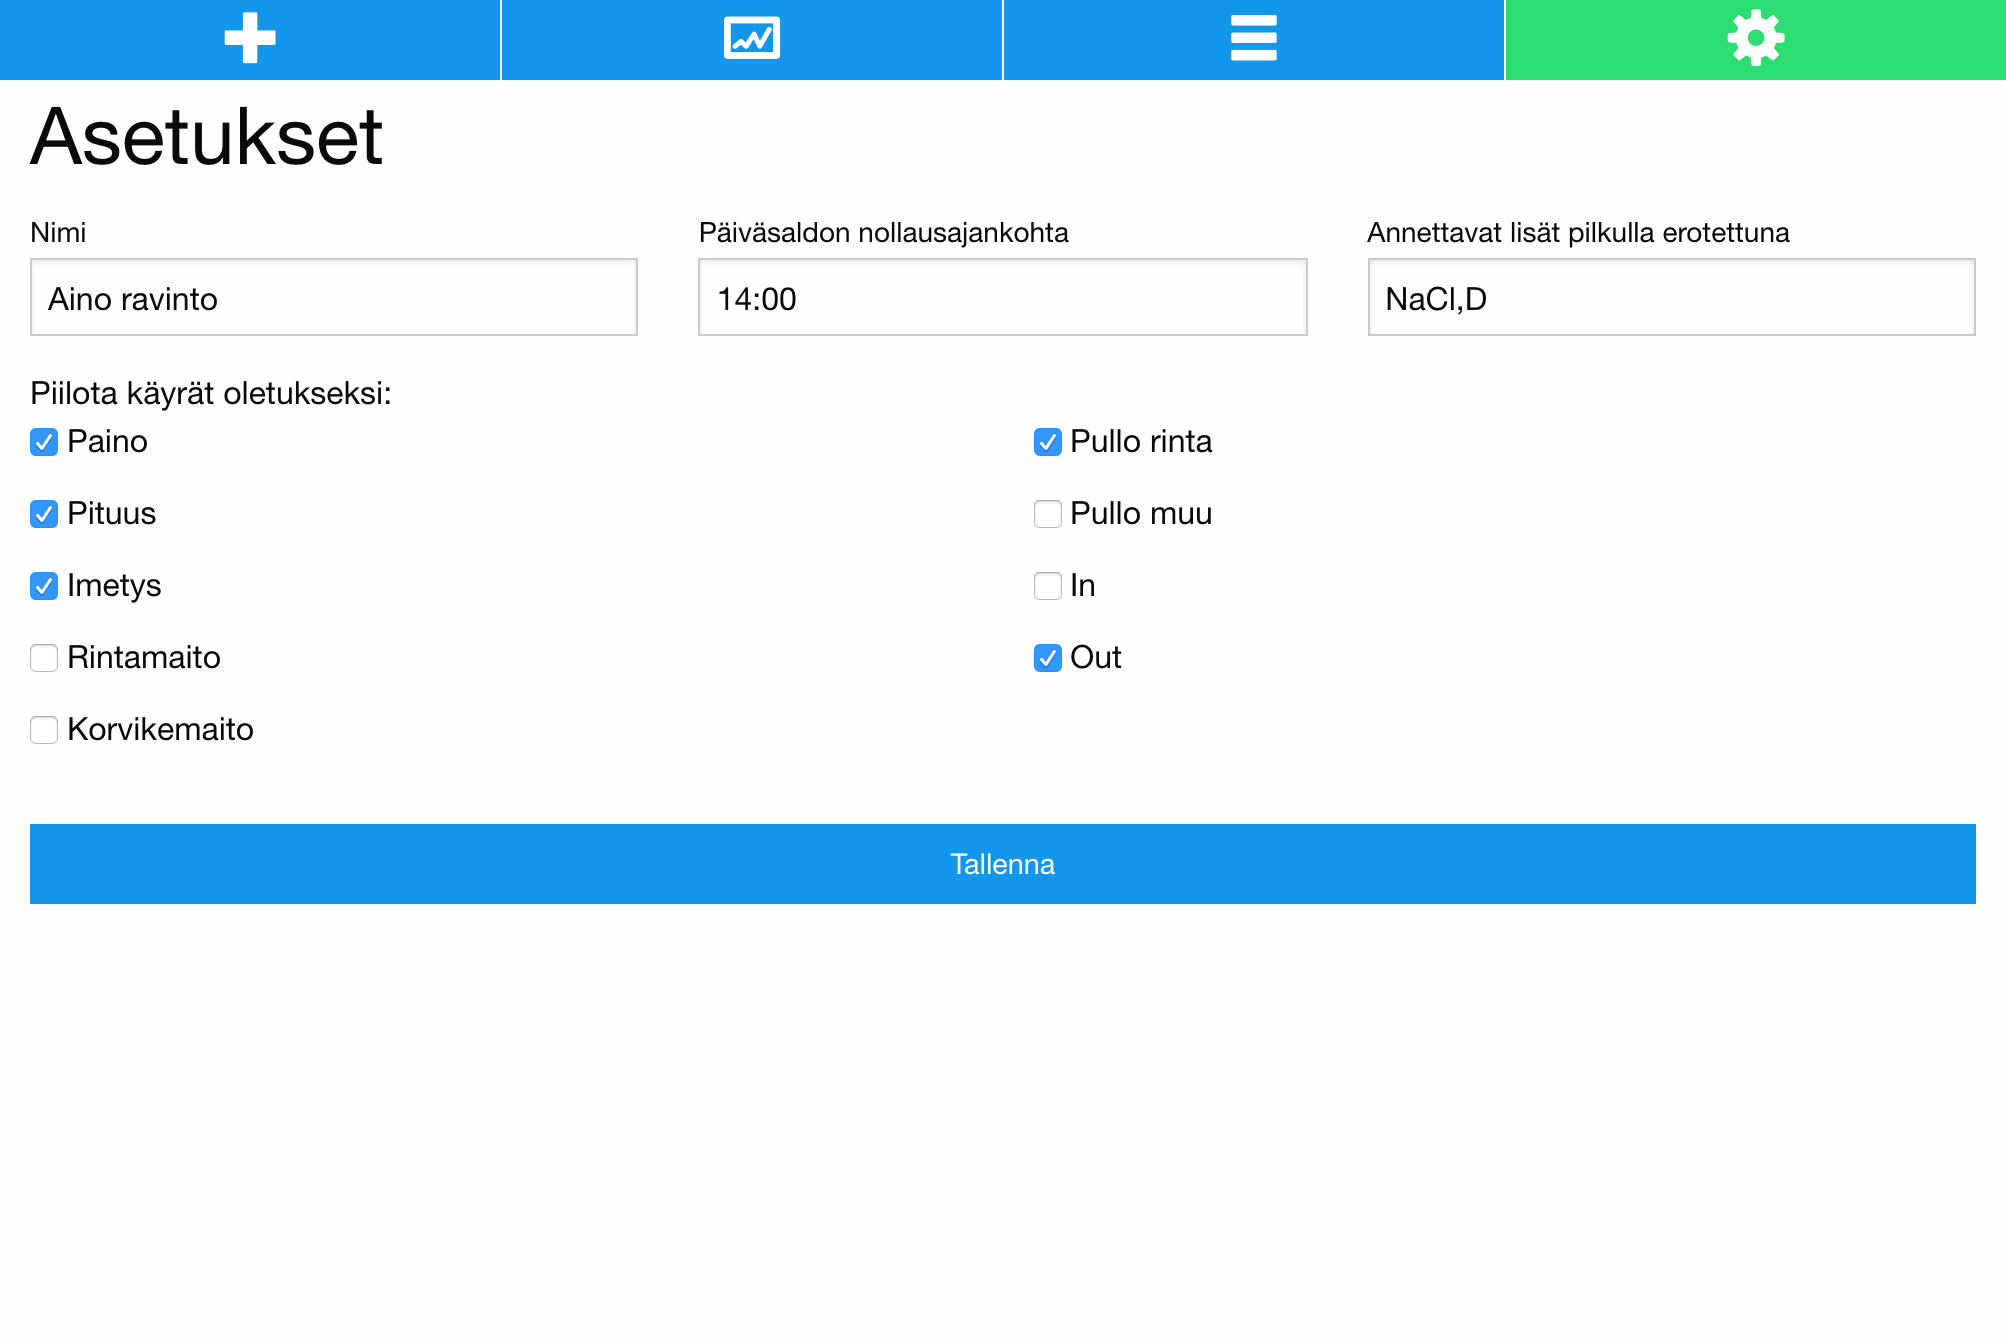 Asetukset
Nimi
Päiväsaldon nollausajankohta
Annettavat lisät pilkulla erotettuna
Aino ravinto
14:00
NaCl,D
Piilota käyrät oletukseksi:
Paino
Pituus
Imetys
Rintamaito
Korvikemaito
Pullo rinta
Pullo muu
In
Out
Tallenna